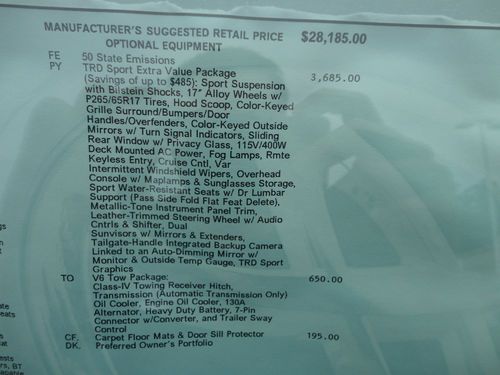 MANUFACTURER'S SUGGESTED RETAIL PRICE $28,185.00
OPTIONAL EQUIPMENT
FE 50 State Emissions
PY TRD Sport Extra Value Package 3,685.00
(Savings of up to $485): Sport Suspension
with Bilstein Shocks, 17" Alloy Wheels w/
P265/65R17 Tires, Hood Scoop, Color-Keyed
Grille Surround/Bumpers/Door
Handles/Overfenders, Color-Keyed Outside
Mirrors w/ Turn Signal Indicators, Sliding
Rear Window w/ Privacy Glass, 115V/400W
Deck Mounted AC Power, Fog Lamps, Rmte
Keyless Entry, Cruise Cntl, Var
Intermittent Windshield Wipers, Overhead
Console w/ Maplamps & Sunglasses Storage,
Sport Water-Resistant Seats w/ Dr Lumbar
Support (Pass Side Fold Flat Feat Delete),
Metallic-Tone Instrument Panel Trim,
Leather-Trimmed Steering Wheel w/ Audio
Cntrls & Shifter, Dual
Sunvisors w/ Mirrors & Extenders,
Tailgate-Handle Integrated Backup Camera
Linked to an Auto-Dimming Mirror w/
Monitor & Outside Temp Gauge, TRD Sport
Graphics
TO V6 Tow Package: 650.00
Class-IV Towing Receiver Hitch,
Transmission (Automatic Transmission Only)
Oil Cooler, Engine Oil Cooler, 130A
Alternator, Heavy Duty Battery, 7-Pin
Connector w/Converter, and Trailer Sway
Control
CF. Carpet Floor Mats & Door Sill Protector 195.00
DK. Preferred Owner's Portfolio